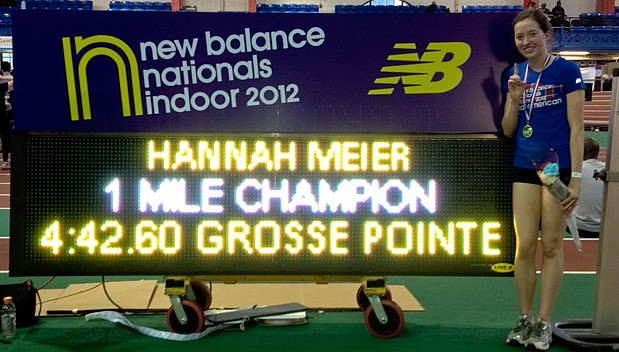 new balance
nationals
indoor 2012
NB
HANNAH MEIER
1 MILE CHAMPION
4:42.60 GROSSE POINTE